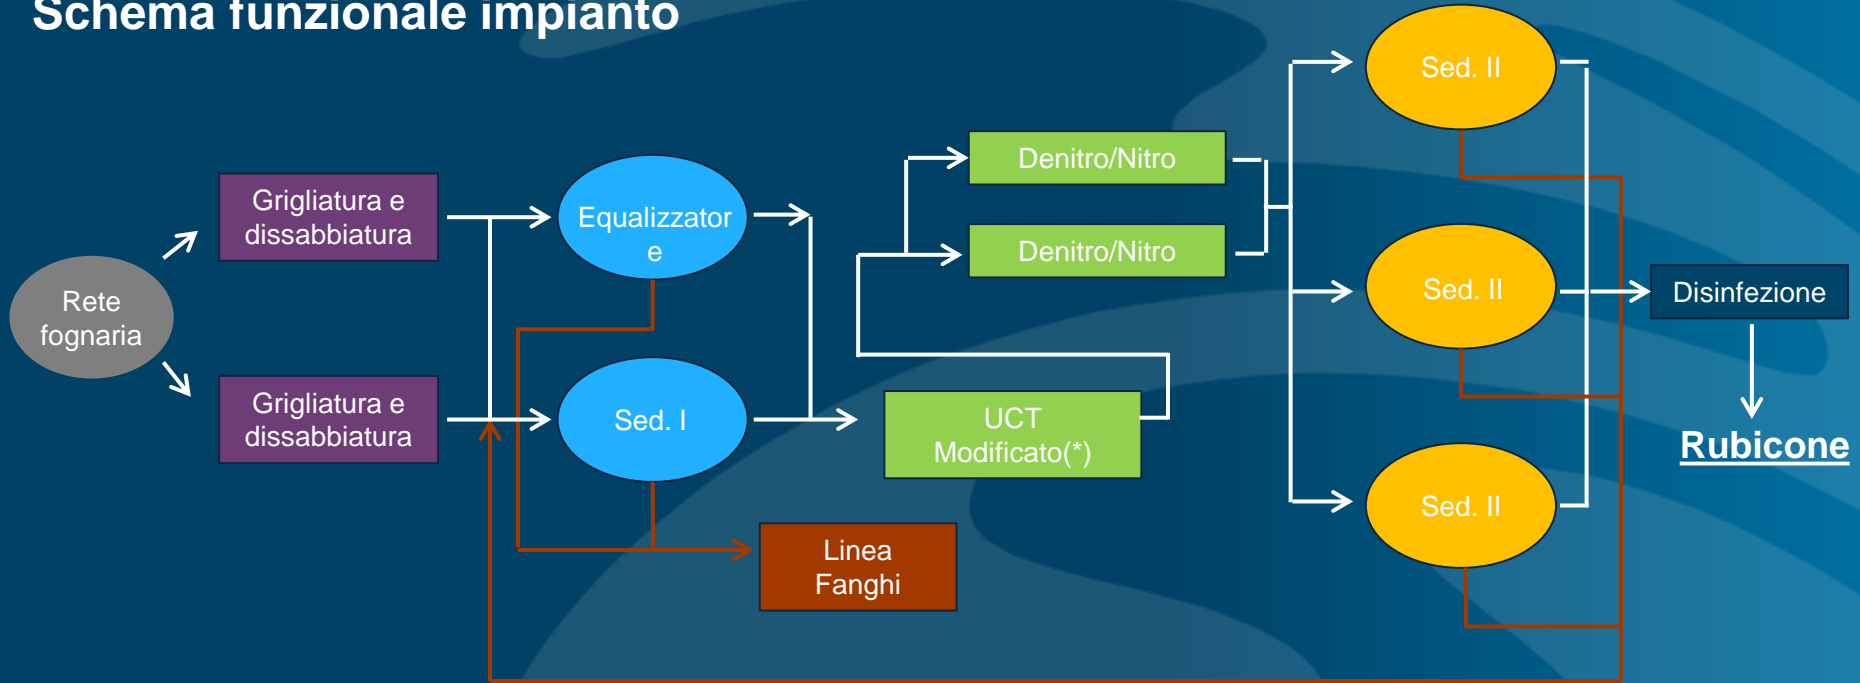 Schema funzionale impianto
Rete
fognaria
Grigliatura e
dissabbiatura
Grigliatura e
dissabbiatura
Equalizzator
e
Sed. I
Linea
Fanghi
UCT
Modificato(*)
Denitro/Nitro
Denitro/Nitro
Sed. II
Sed. II
Sed. II
Disinfezione
Rubicone